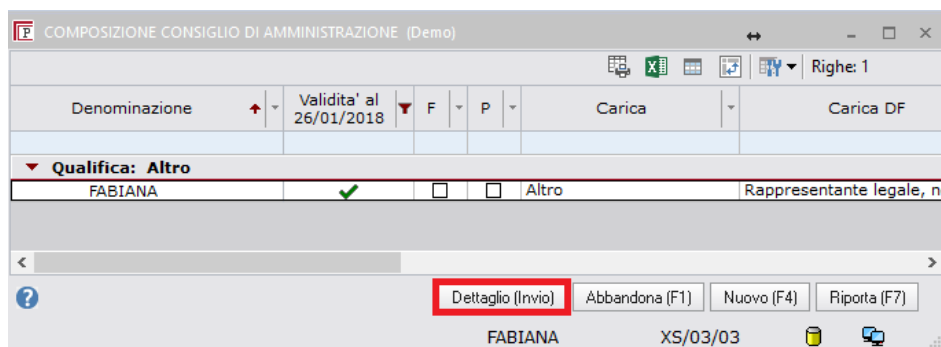 COMPOSIZIONE CONSIGLIO DI AMMINISTRAZIONE (Demo)
Righe: 1
Denominazione
Validita' al
26/01/2018
F
P
Carica
Carica DF
Qualifica: Altro
FABIANA
Altro
Rappresentante legale, n
Dettaglio (Invio)
Abbandona (F1)
Nuovo (F4)
Riporta (F7)
FABIANA
XS/03/03